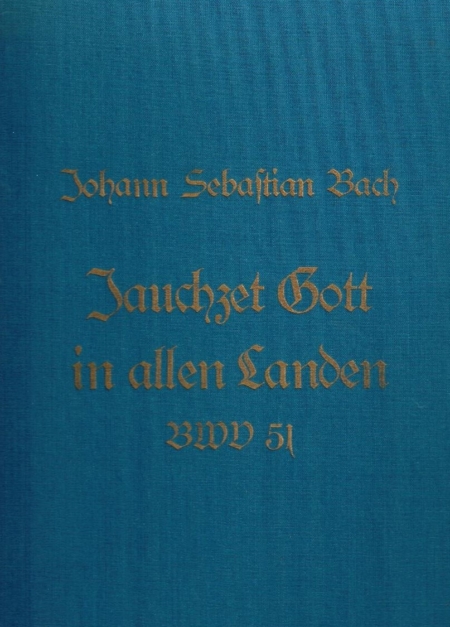 Johann Sebaſtian Bach
Jauchzet Gott
in allen Landen
BWV 51